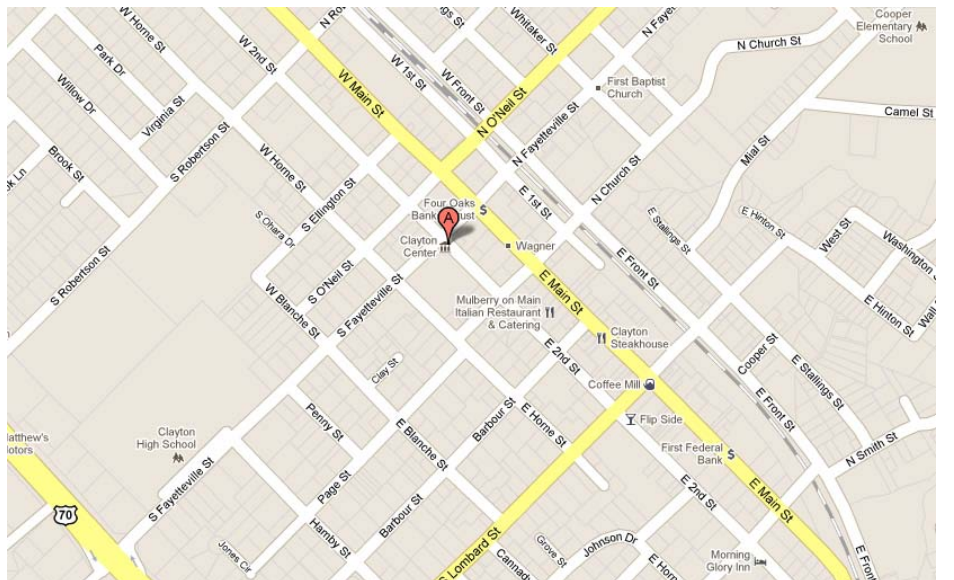 Cooper
Elementary
School
W Horne St
W 2nd St
Whitaker St
N Church St
Park Dr
W 1st St
W Front St
First Baptist
Church
Willow Dr
Virginia St
W Main St
N O'Neil St
N Fayetteville St
Camel St
Brook St
S Robertson St
W Horne St
Mial St
N Church St
S Ellington St
Four Oaks
E 1st St
E Stallings St
E Hinton St
West St
Washington
S Ohara Dr
A
Clayton
Center
Wagner
S Robertson St
S O'Neil St
E Front St
E Main St
W Blanche St
S Fayetteville St
Mulberry on Main
Italian Restaurant
& Catering
E Hinton St
Clayton
Steakhouse
E 2nd St
Clay St
Cooper St
E Stallings St
Coffee Mill
E Front St
Penny St
Barbour St
E Horne St
Flip Side
Clayton
High School
E Blanche St
First Federal
Bank
N Smith St
S Fayetteville St
Page St
E 2nd St
E Main St
70
Barbour St
Hamby St
Jones Cir
S Lombard St
Grove St
Johnson Dr
Morning
Glory Inn